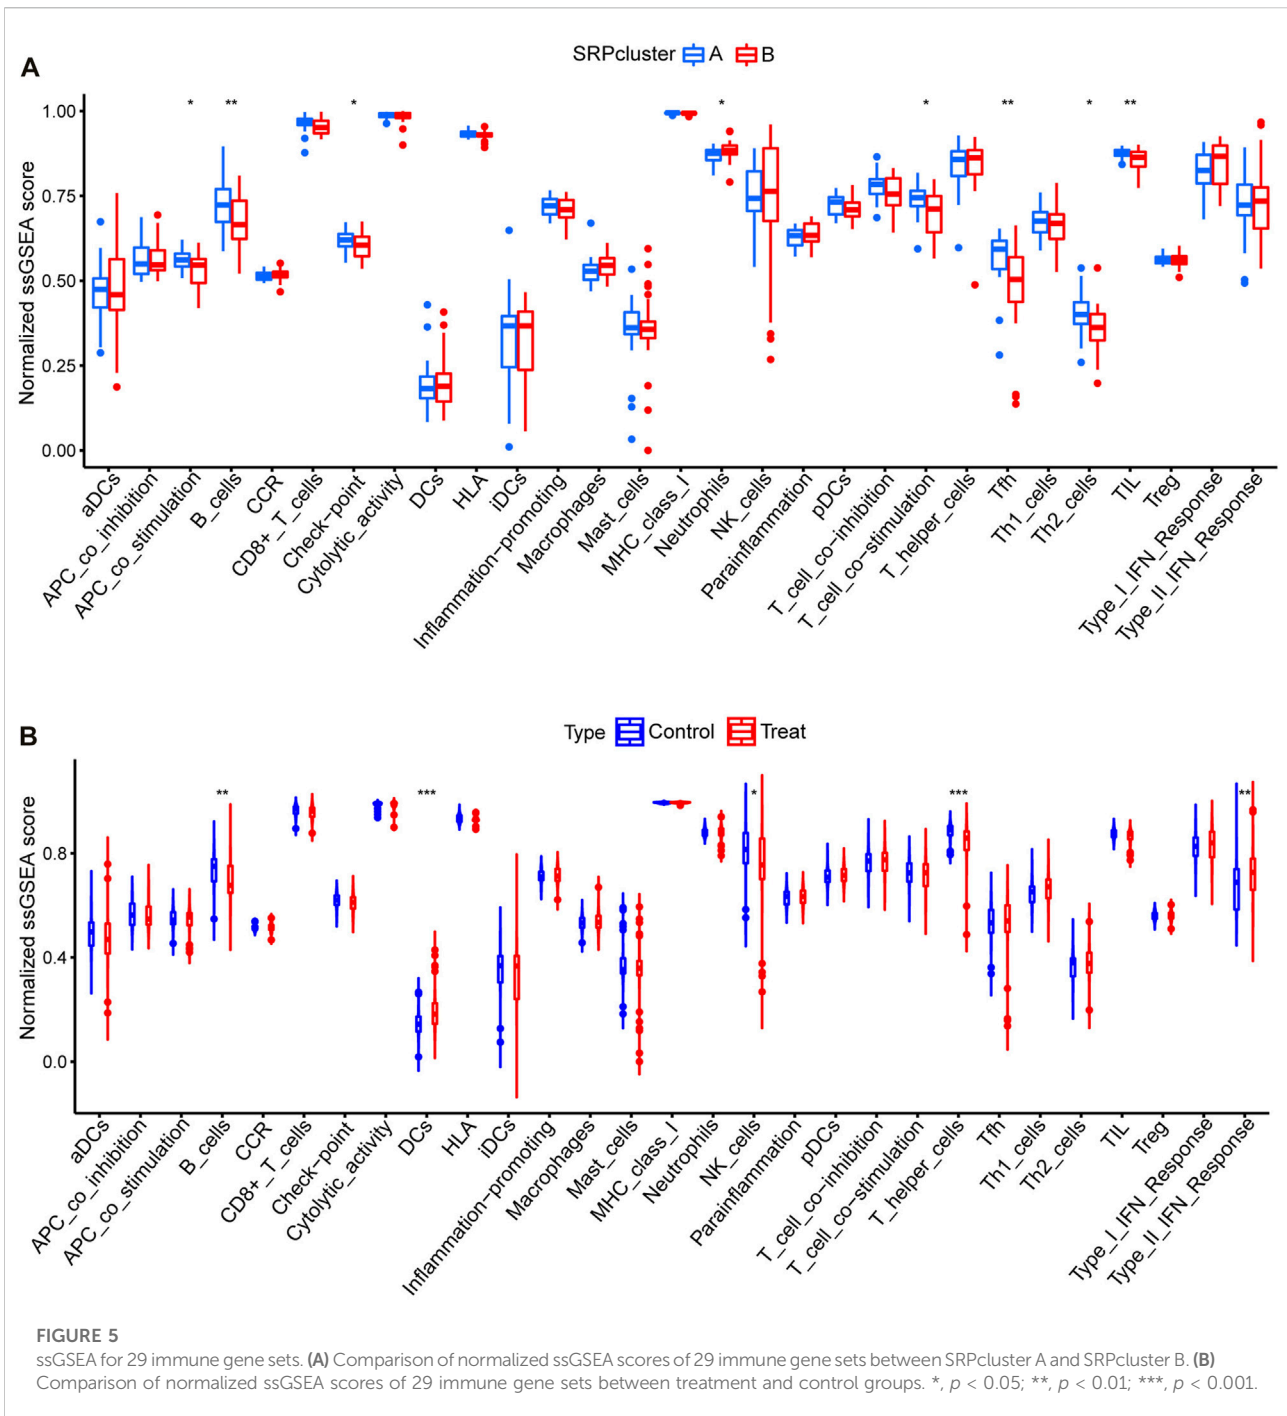 A
SRPcluster A B
* ** * * * ** * **
Normalized ssGSEA score
1.00
0.75
0.50
0.25
0.00
aDCs
APC_co_inhibition
APC_co_stimulation
B_cells
CCR
CD8+_T_cells
Check−point
Cytolytic_activity
DCs
HLA
iDCs
Inflammation−promoting
Macrophages
Mast_cells
MHC_class_I
Neutrophils
NK_cells
Parainflammation
pDCs
T_cell_co−inhibition
T_cell_co−stimulation
T_helper_cells
Tfh
Th1_cells
Th2_cells
TIL
Treg
Type_I_IFN_Response
Type_II_IFN_Response
B
Type Control Treat
** *** * *** **
Normalized ssGSEA score
0.8
0.4
0.0
aDCs
APC_co_inhibition
APC_co_stimulation
B_cells
CCR
CD8+_T_cells
Check−point
Cytolytic_activity
DCs
HLA
iDCs
Inflammation−promoting
Macrophages
Mast_cells
MHC_class_I
Neutrophils
NK_cells
Parainflammation
pDCs
T_cell_co−inhibition
T_cell_co−stimulation
T_helper_cells
Tfh
Th1_cells
Th2_cells
TIL
Treg
Type_I_IFN_Response
Type_II_IFN_Response
FIGURE 5
ssGSEA for 29 immune gene sets. (A) Comparison of normalized ssGSEA scores of 29 immune gene sets between SRPcluster A and SRPcluster B. (B)
Comparison of normalized ssGSEA scores of 29 immune gene sets between treatment and control groups. *, p < 0.05; **, p < 0.01; ***, p < 0.001.